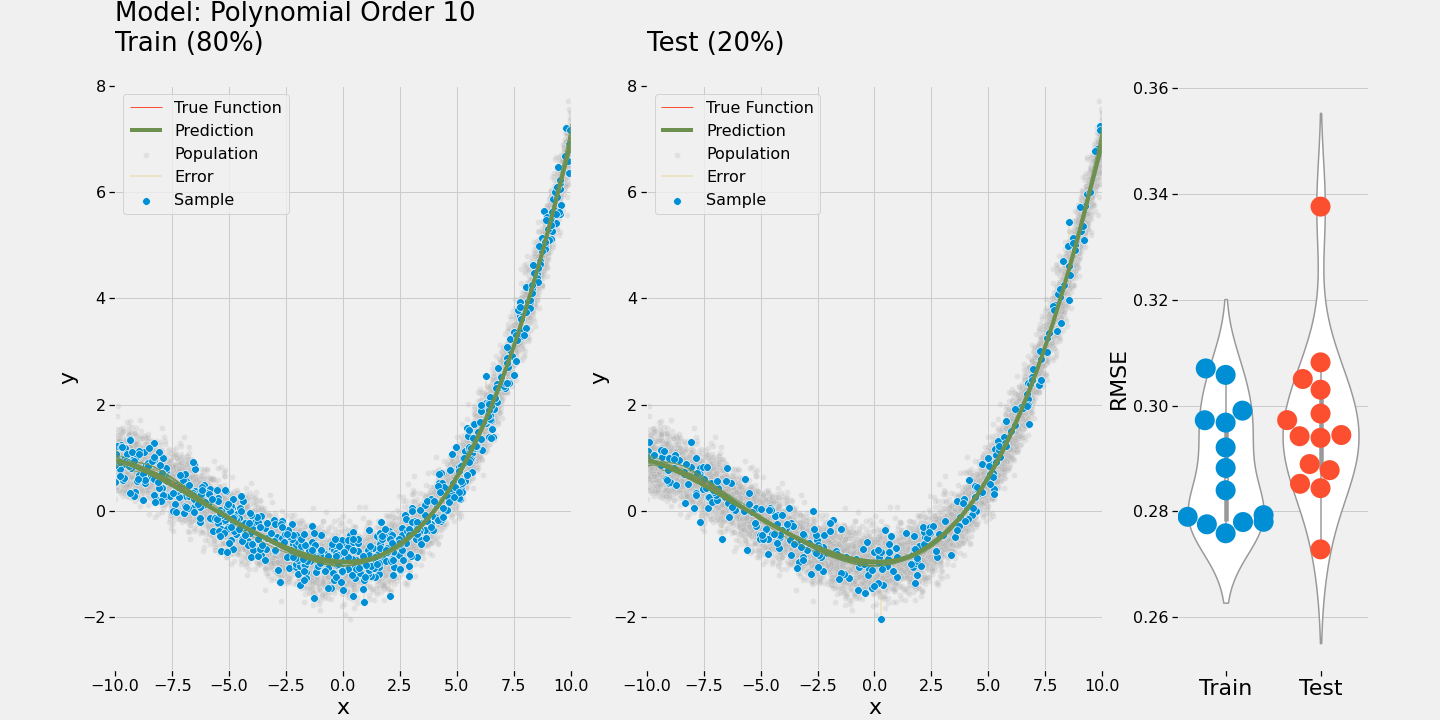 Model: Polynomial Order 10
Train (80%)
True Function
Prediction
Population
Error
Sample
8
6
4
2
0
−2
y
−10.0 −7.5 −5.0 −2.5 0.0 2.5 5.0 7.5 10.0
x
Test (20%)
True Function
Prediction
Population
Error
Sample
8
6
4
2
0
−2
y
−10.0 −7.5 −5.0 −2.5 0.0 2.5 5.0 7.5 10.0
x
0.36
0.34
0.32
0.30
0.28
0.26
RMSE
Train Test